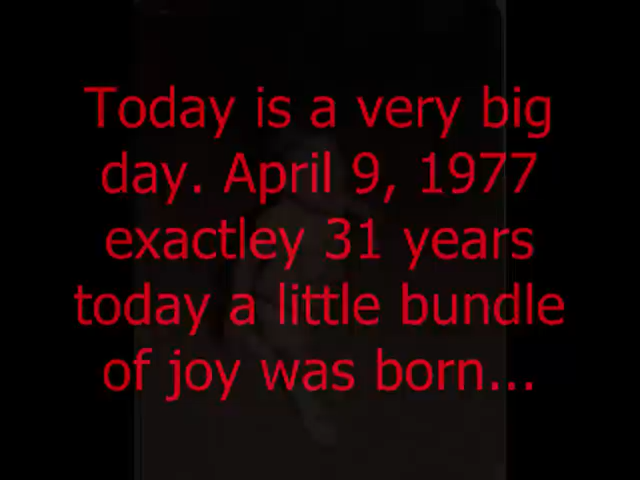 Today is a very big
day. April 9, 1977
exactley 31 years
today a little bundle
of joy was born...